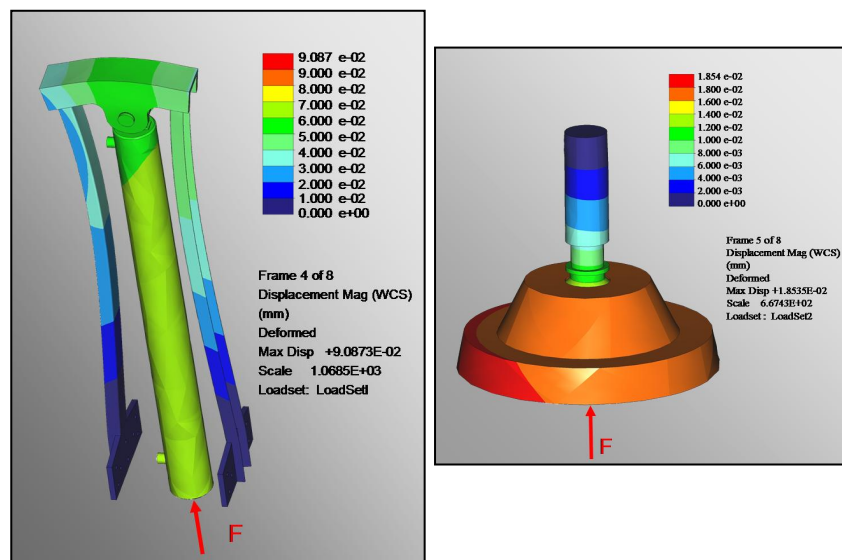 9.087 e-02
9.000 e-02
8.000 e-02
7.000 e-02
6.000 e-02
5.000 e-02
4.000 e-02
3.000 e-02
2.000 e-02
1.000 e-02
0.000 e+00
Frame 4 of 8
Displacement Mag (WCS)
(mm)
Deformed
Max Disp +9.0873E-02
Scale 1.0685E+03
Loadset: LoadSetl
F
1.854 e-02
1.800 e-02
1.600 e-02
1.400 e-02
1.200 e-02
1.000 e-02
8.000 e-03
6.000 e-03
4.000 e-03
2.000 e-03
0.000 e+00
Frame 5 of 8
Displacement Mag (WCS)
(mm)
Deformed
Max Disp +1.8535E-02
Scale 6.6743E+02
Loadset : LoadSet2
F